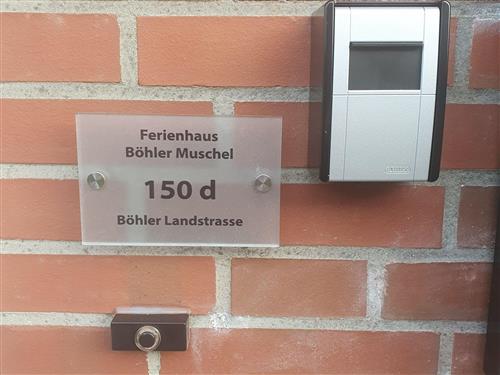 Ferienhaus
Böhler Muschel
150 d
Böhler Landstrasse